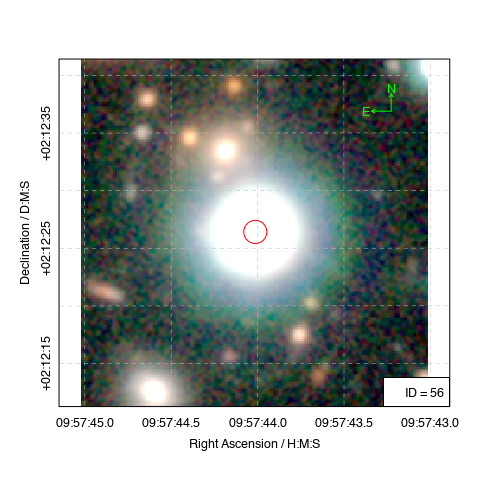 N
E
+02:12:35
+02:12:25
+02:12:15
Declination / D:M:S
ID = 56
09:57:45.0 09:57:44.5 09:57:44.0 09:57:43.5 09:57:43.0
Right Ascension / H:M:S